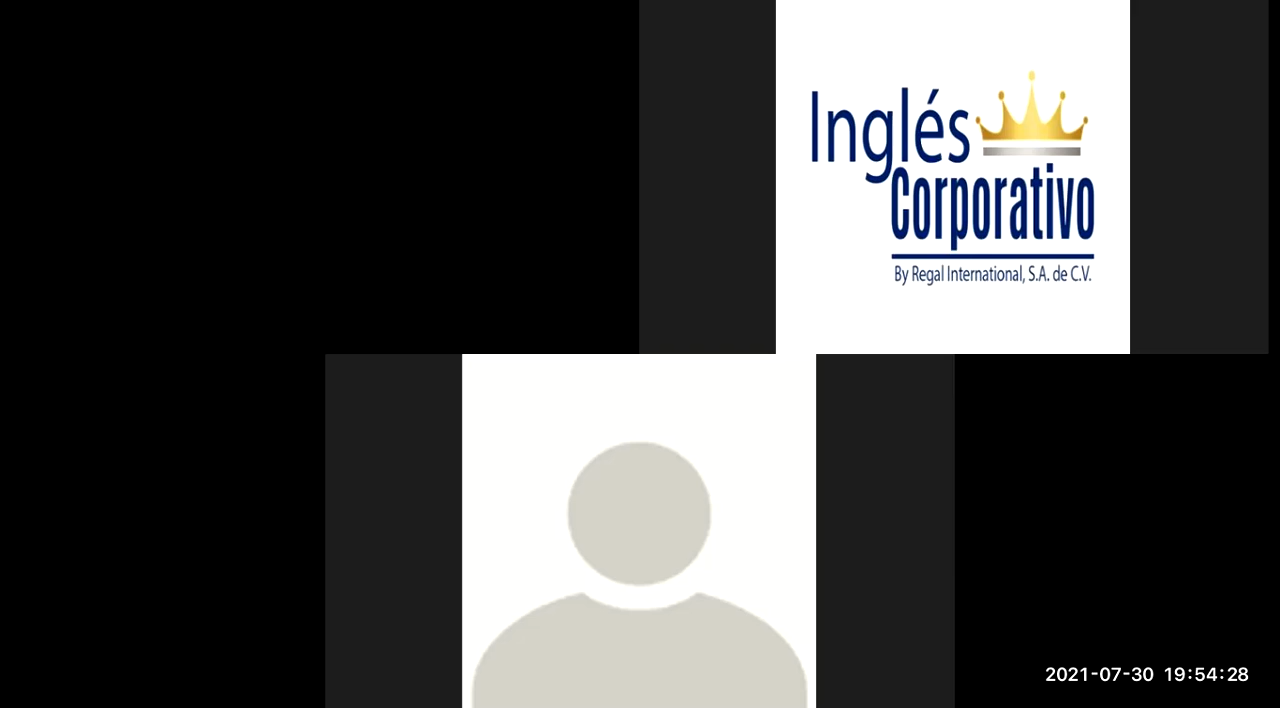 Inglés
Corporativo
By Regal International, S.A. de C.V.
2021-07-30 19:54:28